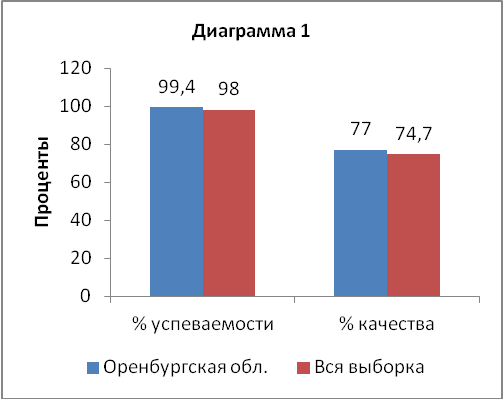 Диаграмма 1
Проценты
120
100
80
60
40
20
0
99,4
98
77
74,7
% успеваемости
% качества
Оренбургская обл.
Вся выборка